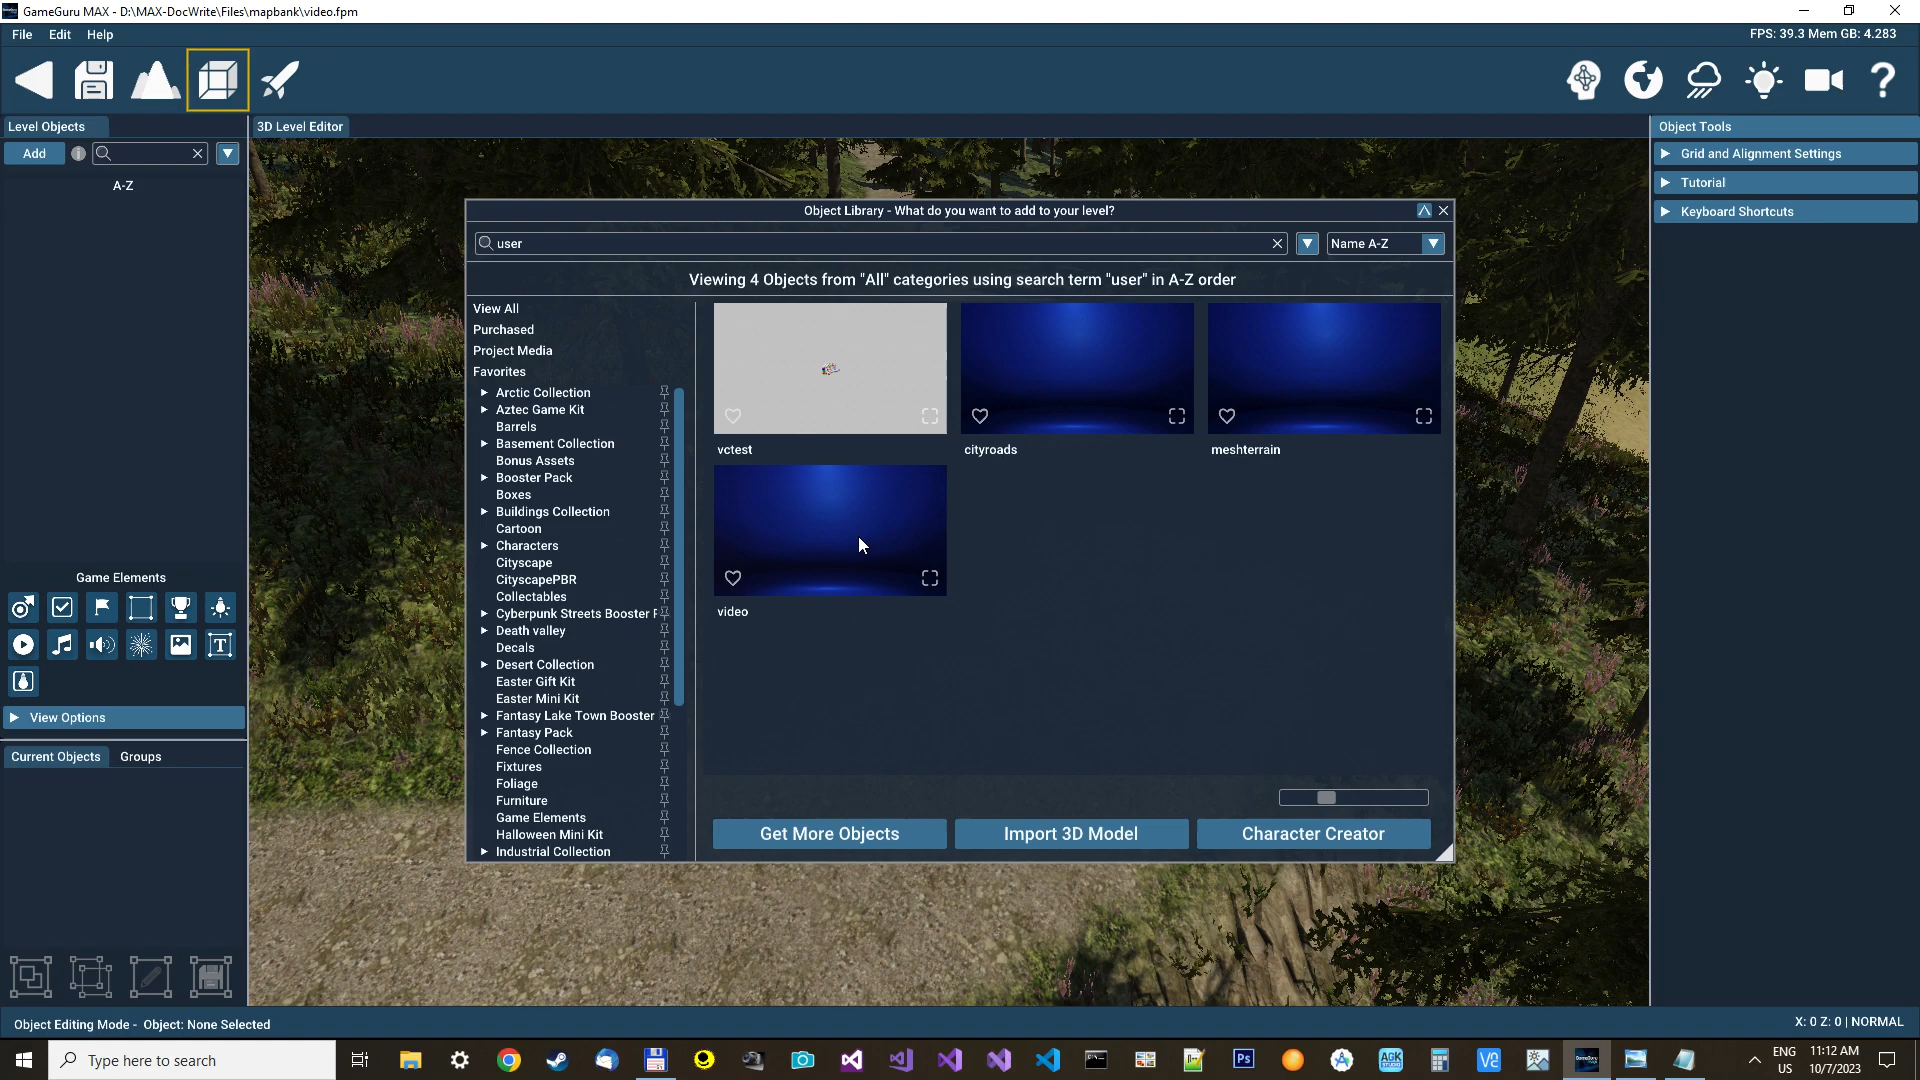 GameGuru MAX - D:\MAX-DocWrite\Files\mapbank\video.fpm
File Edit Help
FPS: 39.3 Mem GB: 4.283
Level Objects
3D Level Editor
Object Tools
Add
A-Z
Grid and Alignment Settings
Tutorial
Keyboard Shortcuts
Object Library - What do you want to add to your level?
user
Name A-Z
Viewing 4 Objects from "All" categories using search term "user" in A-Z order
View All
Purchased
Project Media
Favorites
Arctic Collection
Aztec Game Kit
Barrels
Basement Collection
Bonus Assets
Booster Pack
Boxes
Buildings Collection
Cartoon
Characters
Cityscape
CityscapePBR
Collectables
Cyberpunk Streets Booster
Death valley
Decals
Desert Collection
Easter Gift Kit
Easter Mini Kit
Fantasy Lake Town Booster
Fantasy Pack
Fence Collection
Fixtures
Foliage
Furniture
Game Elements
Halloween Mini Kit
Industrial Collection
vctest
cityroads
meshterrain
video
Get More Objects
Import 3D Model
Character Creator
Game Elements
View Options
Current Objects
Groups
Object Editing Mode - Object: None Selected
X: 0 Z: 0 | NORMAL
Type here to search
Ps
AGK
ENG
US
11:12 AM
10/7/2023